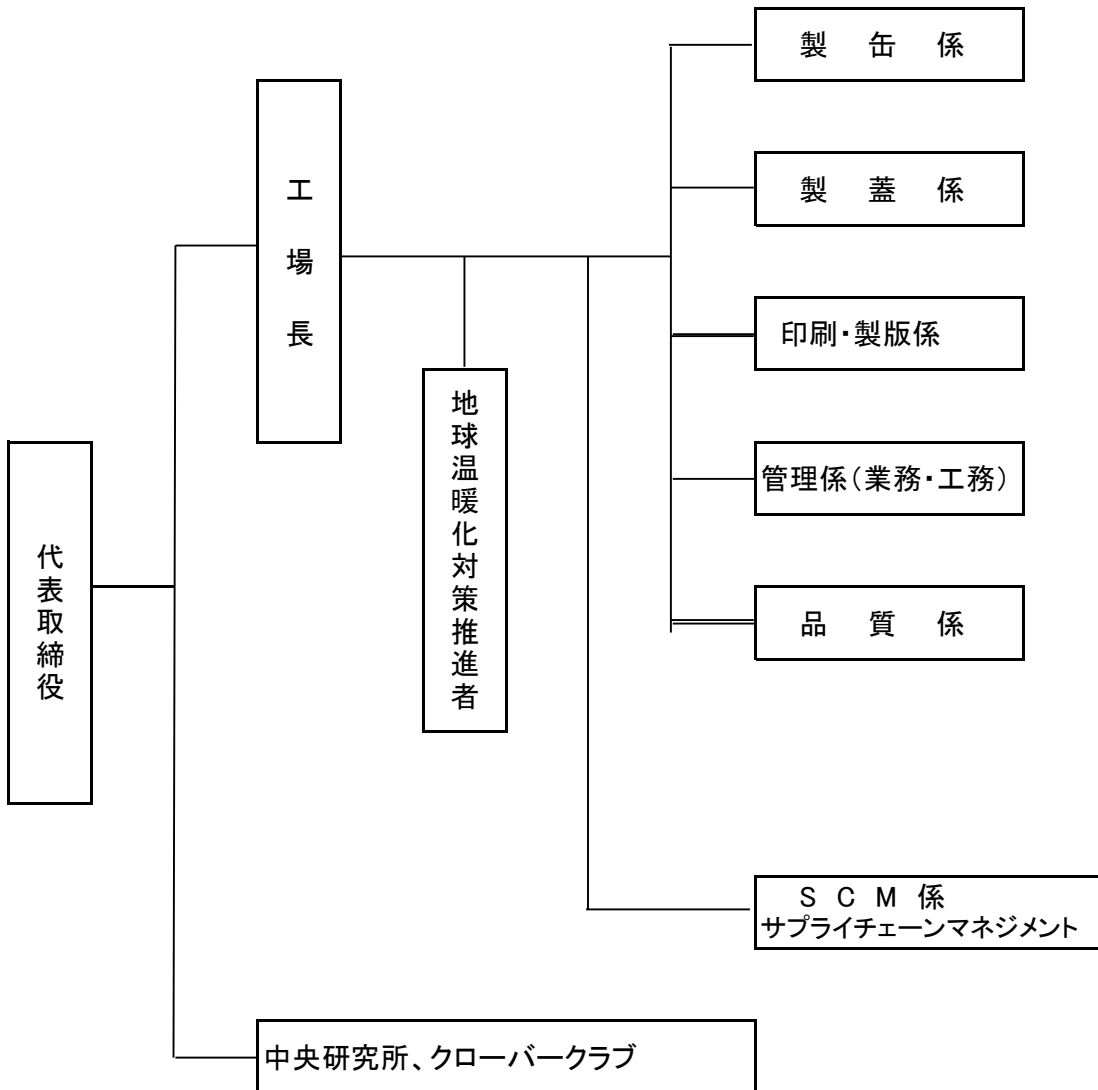 製 缶 係
工場長
製 蓋 係
印刷・製版係
地球温暖化対策推進者
管理係(業務・工務)
代表取締役
品 質 係
S C M 係
サプライチェーンマネジメント
中央研究所、クローバークラブ